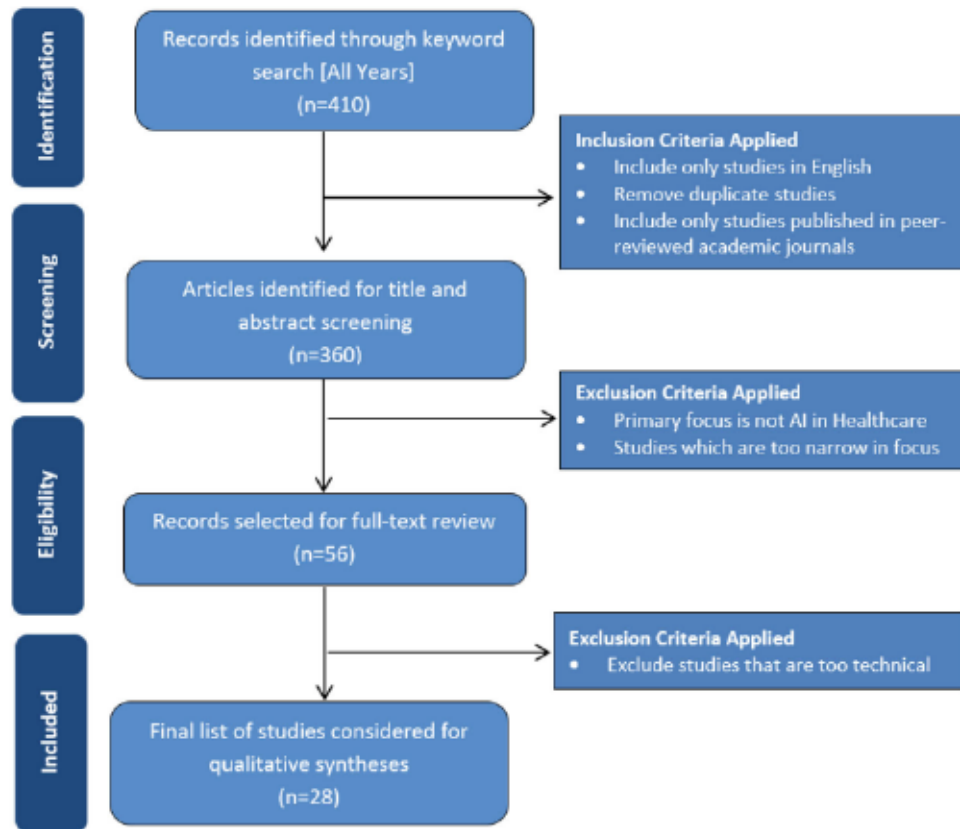 Identification
Records identified through keyword
search [All Years]
(n=410)
Inclusion Criteria Applied
• Include only studies in English
• Remove duplicate studies
• Include only studies published in peer-
reviewed academic journals
Screening
Articles identified for title and
abstract screening
(n=360)
Exclusion Criteria Applied
• Primary focus is not AI in Healthcare
• Studies which are too narrow in focus
Eligibility
Records selected for full-text review
(n=56)
Exclusion Criteria Applied
• Exclude studies that are too technical
Included
Final list of studies considered for
qualitative syntheses
(n=28)